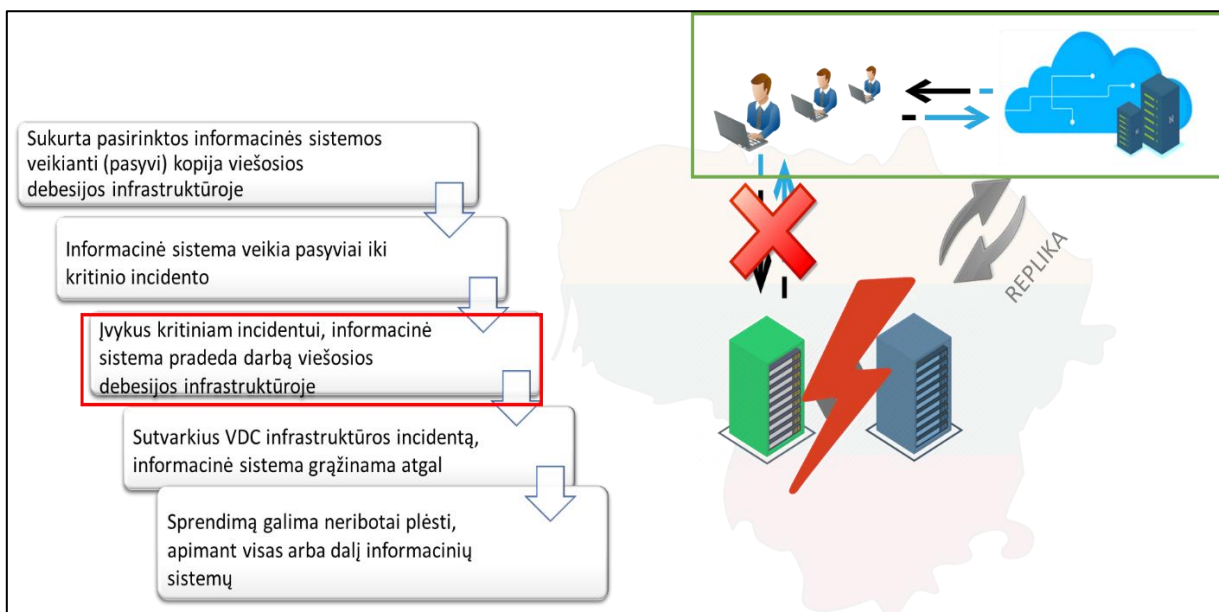 Sukurta pasirinktos informacinės sistemos
veikianti (pasyvi) kopija viešosios
debesijos infrastruktūroje
Informacinė sistema veikia pasyviai iki
kritinio incidento
Įvykus kritiniam incidentui, informacinė
sistema pradeda darbą viešosios
debesijos infrastruktūroje
Sutvarkius VDC infrastruktūros incidentą,
informacinė sistema grąžinama atgal
Sprendimą galima neribotai plėsti,
apimant visas arba dalį informacinių
sistemų
REPLIKA